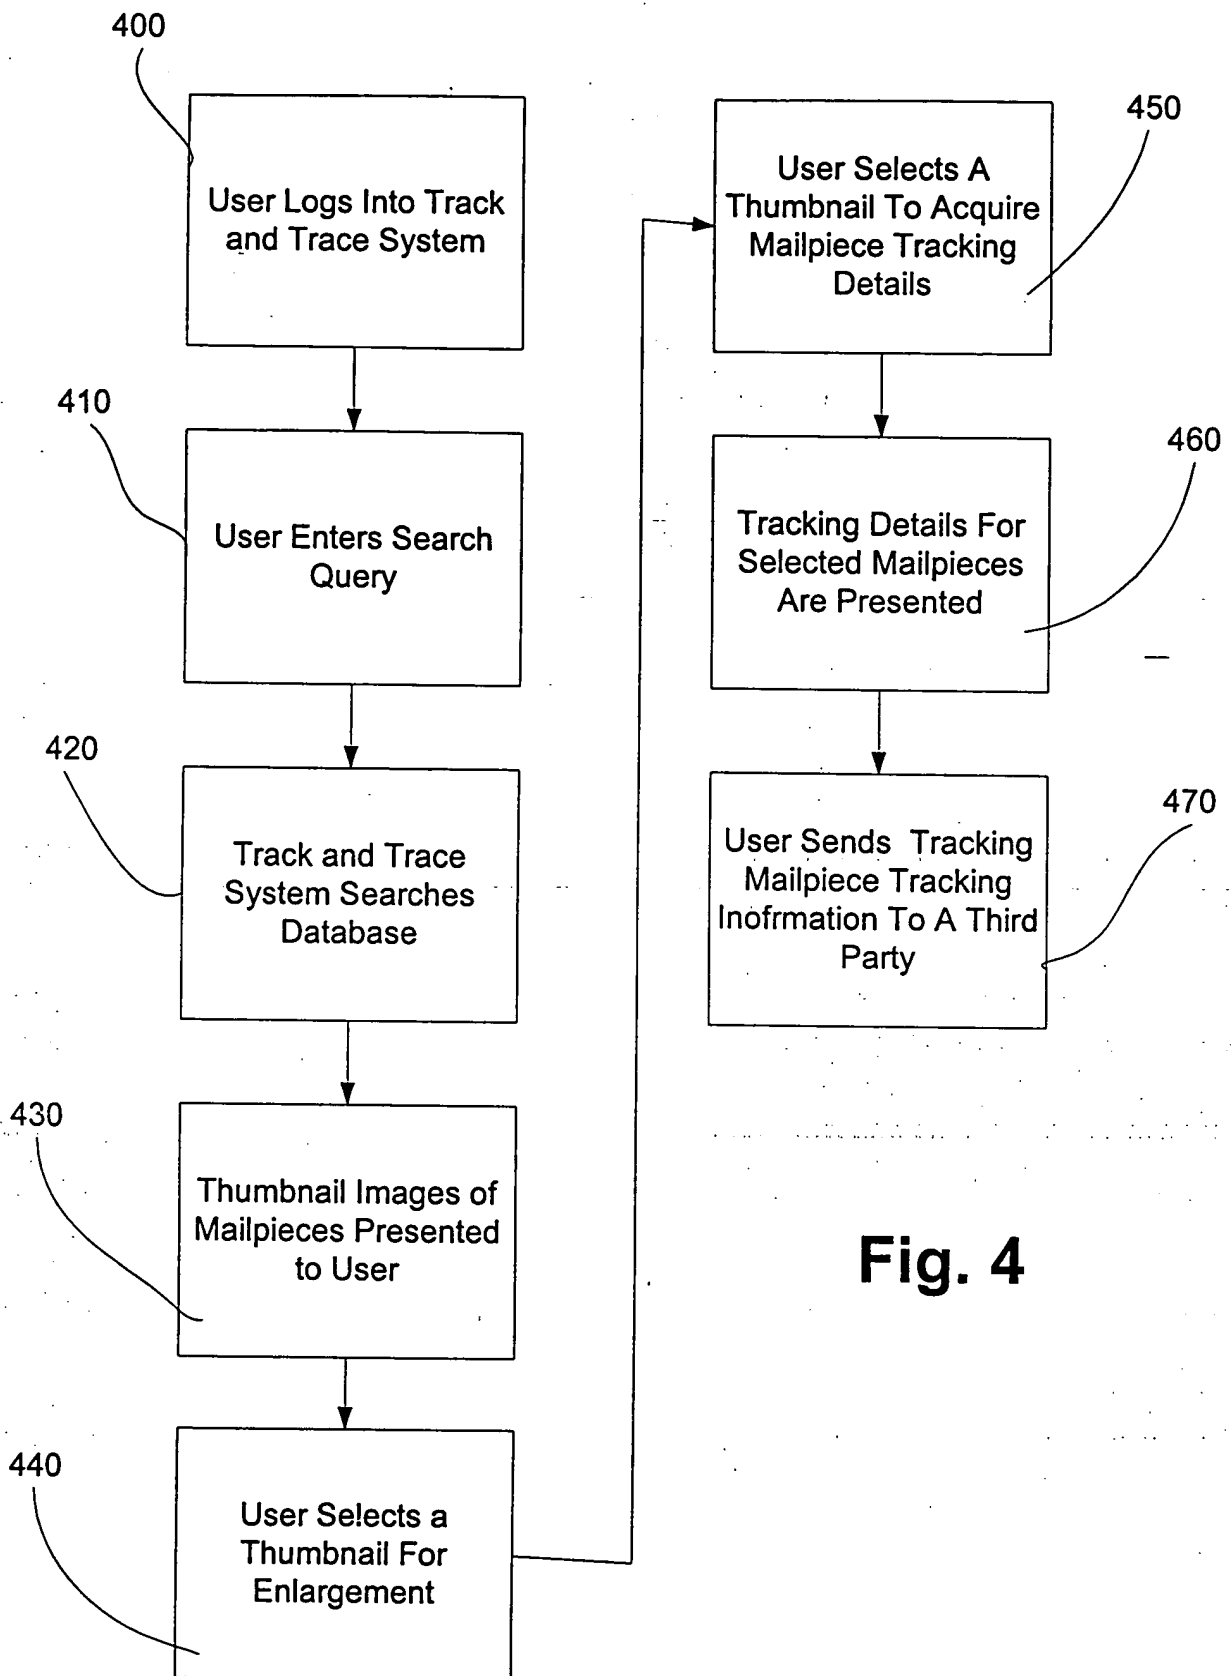 400
User Logs Into Track
and Trace System
410
User Enters Search
Query
420
Track and Trace
System Searches
Database
430
Thumbnail Images of
Mailpieces Presented
to User
440
User Selects a
Thumbnail For
Enlargement
450
User Selects A
Thumbnail To Acquire
Mailpiece Tracking
Details
460
Tracking Details For
Selected Mailpieces
Are Presented
470
User Sends Tracking
Mailpiece Tracking
Inofrmation To A Third
Party
Fig. 4